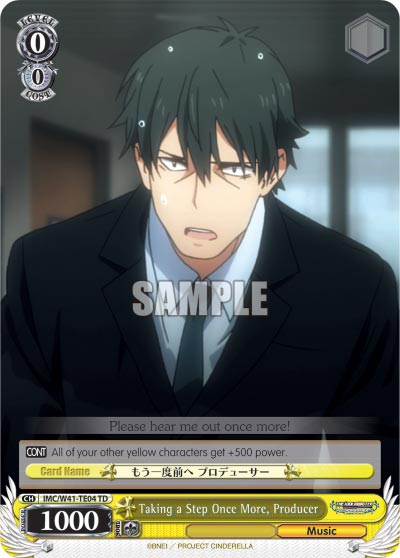 LEVEL
0
0
COST
SAMPLE
Please hear me out once more!
CONT All of your other yellow characters get +500 power.
Card Name もう一度前へ プロデューサー
CH IMC/W41-TE04 TD
1000
Taking a Step Once More, Producer
Music
©BNEI / PROJECT CINDERELLA